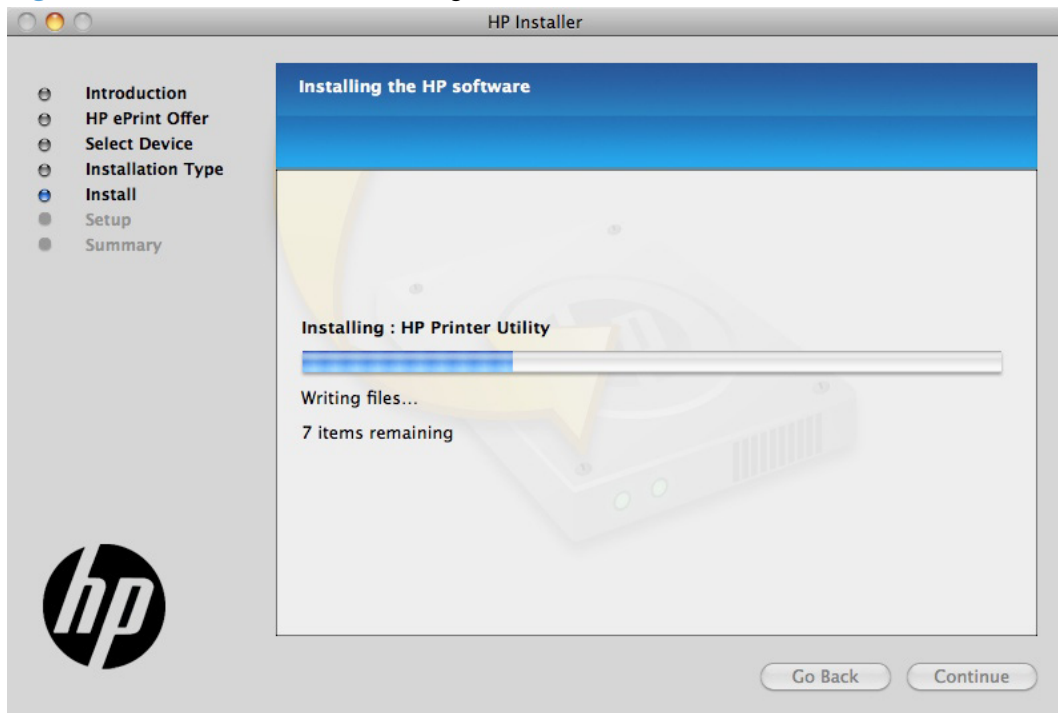 HP Installer
Introduction
HP ePrint Offer
Select Device
Installation Type
Install
Setup
Summary
Installing the HP software
Installing : HP Printer Utility
Writing files...
7 items remaining
hp
Go Back
Continue